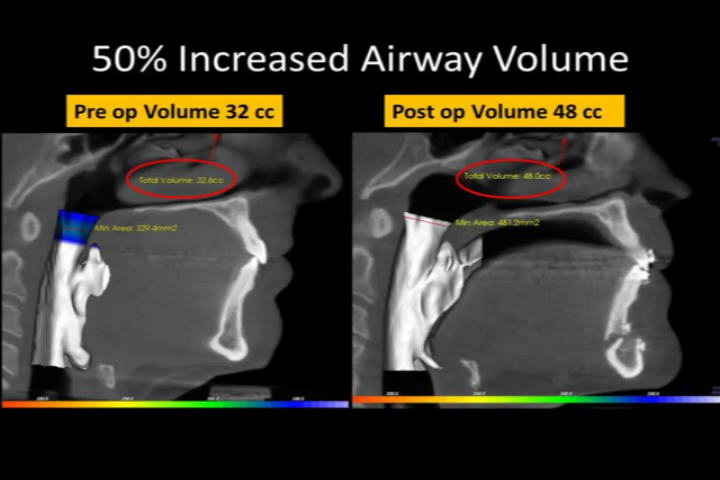 50% Increased Airway Volume
Pre op Volume 32 cc
Post op Volume 48 cc
Total Volume: 32.6cc
Total Volume: 48.0cc
Min Area: 329.4mm2
Min Area: 481.2mm2